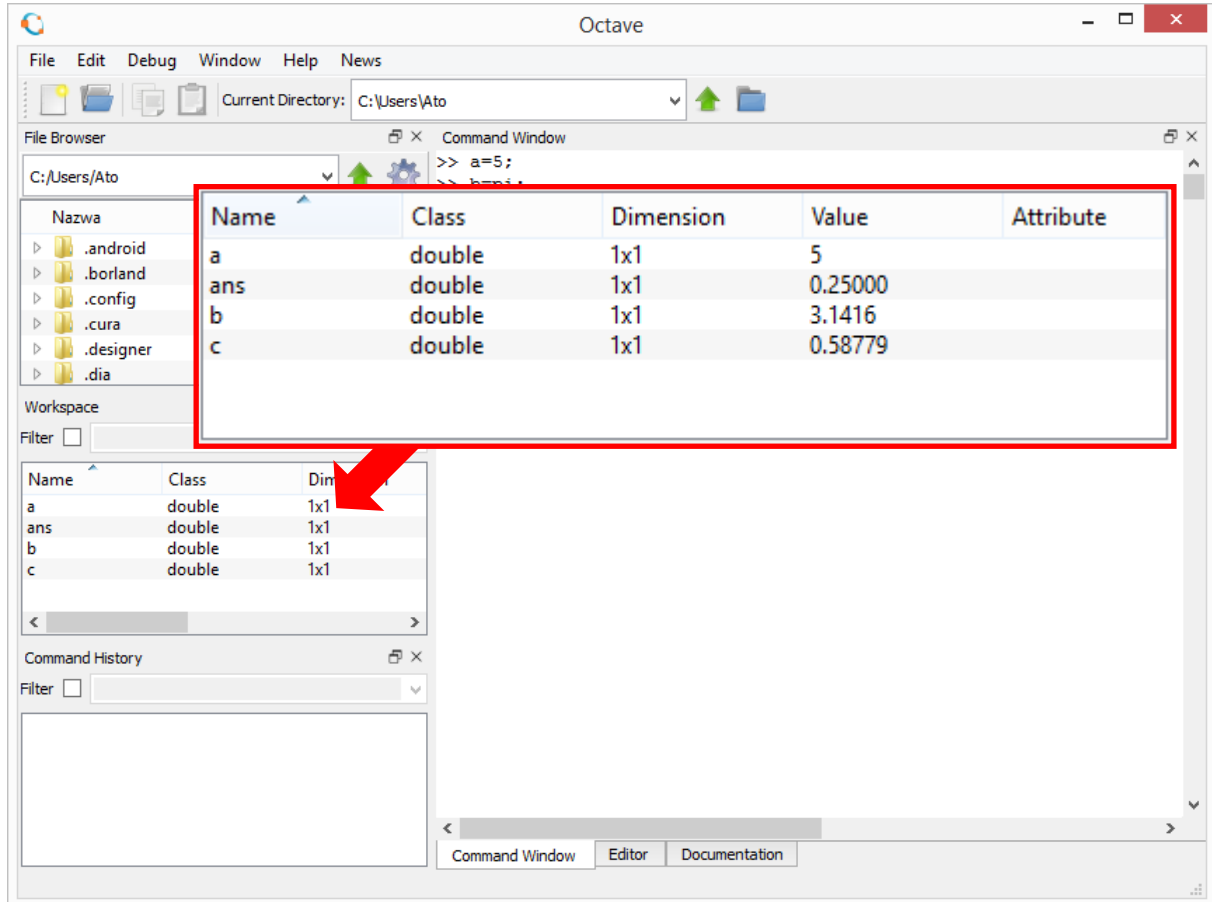 Octave
File Edit Debug Window Help News
Current Directory: C:\Users\Ato
File Browser
C:/Users/Ato
Nazwa
.android
.borland
.config
.cura
.designer
.dia
Command Window
>> a=5;
>> b=pi;
Name Class Dimension Value Attribute
a double 1x1 5
ans double 1x1 0.25000
b double 1x1 3.1416
c double 1x1 0.58779
Workspace
Filter
Name Class
a double 1x1
ans double 1x1
b double 1x1
c double 1x1
Command History
Filter
Command Window Editor Documentation